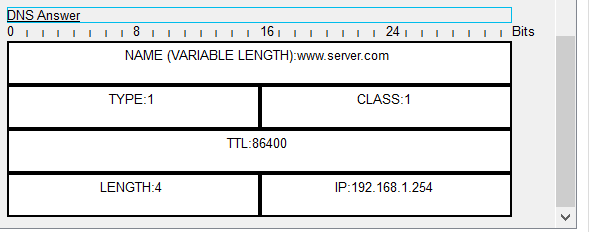 DNS Answer
0 8 16 24 Bits
NAME (VARIABLE LENGTH):www.server.com
TYPE:1 CLASS:1
TTL:86400
LENGTH:4 IP:192.168.1.254